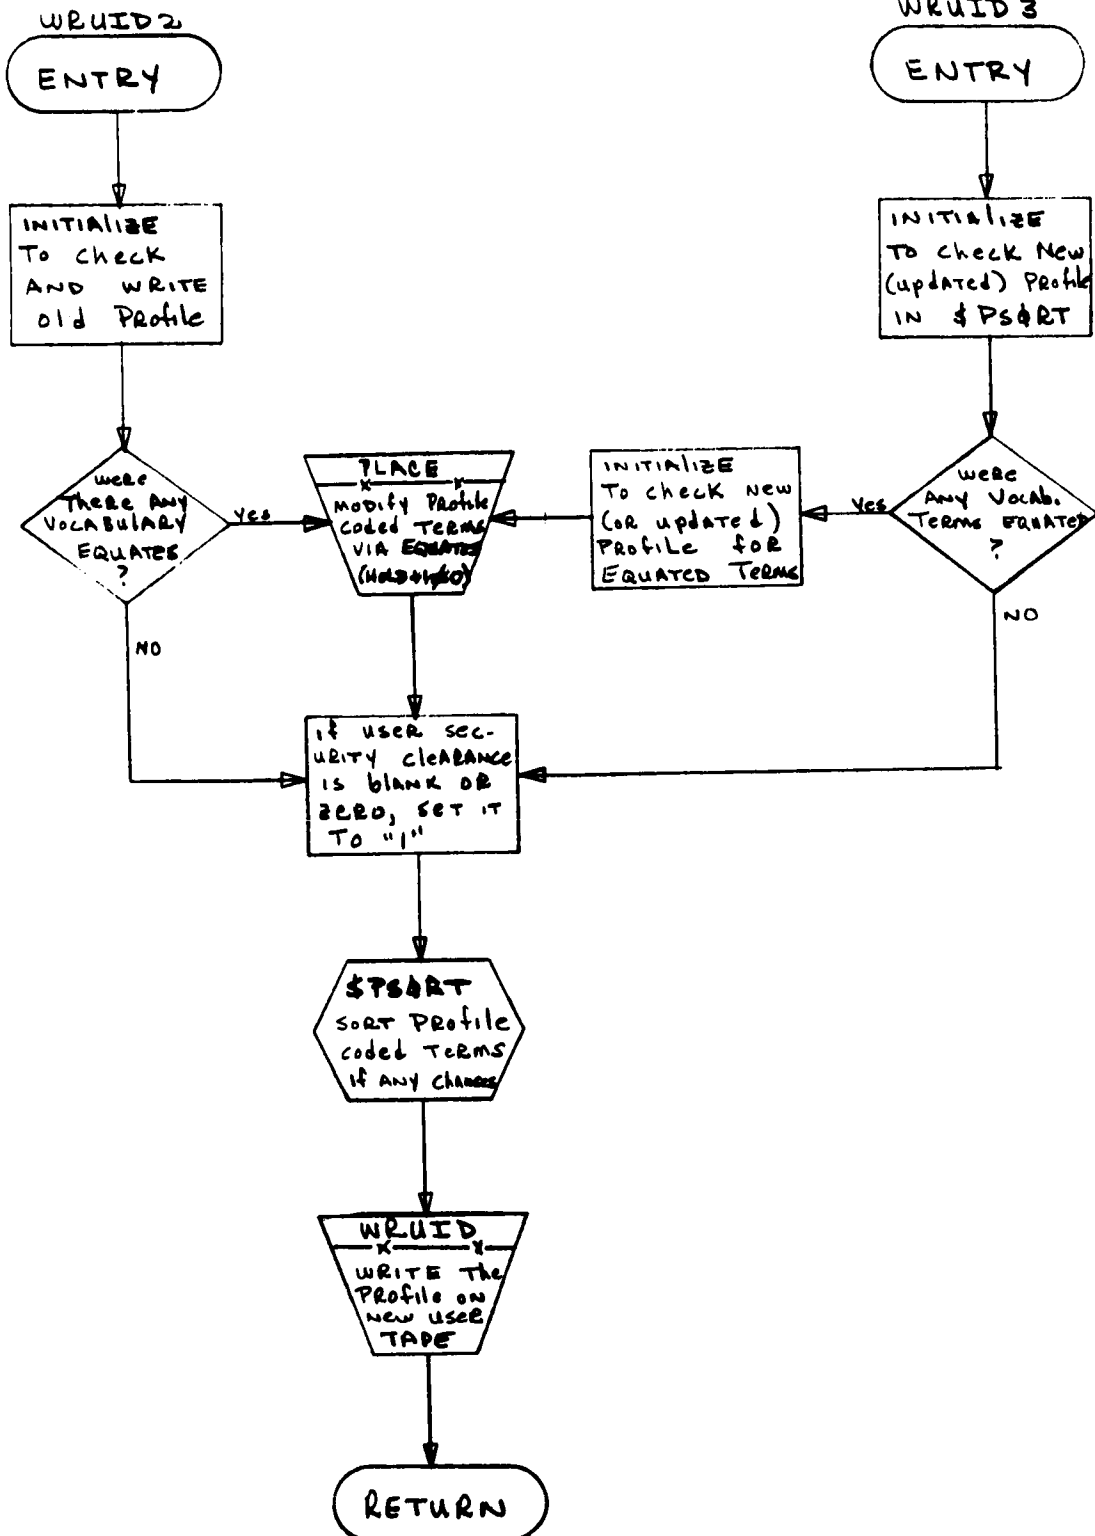 WRUID2
ENTRY
INITIALIZE
To check
AND WRITE
old Profile
WRUID3
ENTRY
INITIALIZE
To check New
(updated) Profile
IN $PSØRT
were
There ANY
VOCABULARY
EQUATES
?
yes
NO
PLACE
MODIFY Profile
coded TERMS
VIA EQUATES
INITIALIZE
To check NEW
(OR updated)
PROFILE for
EQUATED TERMS
yes
were
ANY VOCAB.
TERMS EQUATED
?
NO
if user sec-
URITY cleARANCE
IS blANK OR
zERO, SET IT
TO "1"
$PSØRT
SORT PROfile
coded TERMS
if ANY changes
WRUID
WRITE The
PROfile ON
NEW USER
TAPE
RETURN